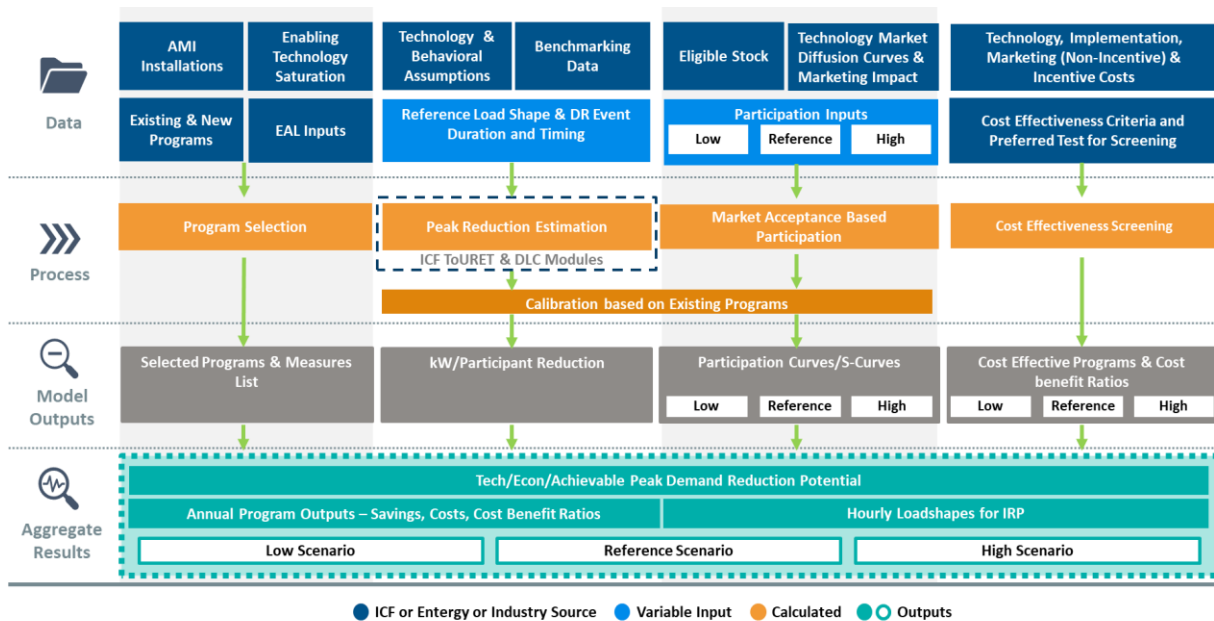 AMI
Installations
Enabling
Technology
Saturation
Technology &
Behavioral
Assumptions
Benchmarking
Data
Eligible Stock
Technology Market
Diffusion Curves &
Marketing Impact
Technology, Implementation,
Marketing (Non-Incentive) &
Incentive Costs
Data
Existing & New
Programs
EAL Inputs
Reference Load Shape & DR Event
Duration and Timing
Participation Inputs
Low
Reference
High
Cost Effectiveness Criteria and
Preferred Test for Screening
Process
Program Selection
Peak Reduction Estimation
ICF ToURET & DLC Modules
Market Acceptance Based
Participation
Cost Effectiveness Screening
Calibration based on Existing Programs
Model
Outputs
Selected Programs & Measures
List
kW/Participant Reduction
Participation Curves/S-Curves
Low
Reference
High
Cost Effective Programs & Cost
benefit Ratios
Low
Reference
High
Aggregate
Results
Tech/Econ/Achievable Peak Demand Reduction Potential
Annual Program Outputs – Savings, Costs, Cost Benefit Ratios
Hourly Loadshapes for IRP
Low Scenario
Reference Scenario
High Scenario
ICF or Entergy or Industry Source
Variable Input
Calculated
Outputs